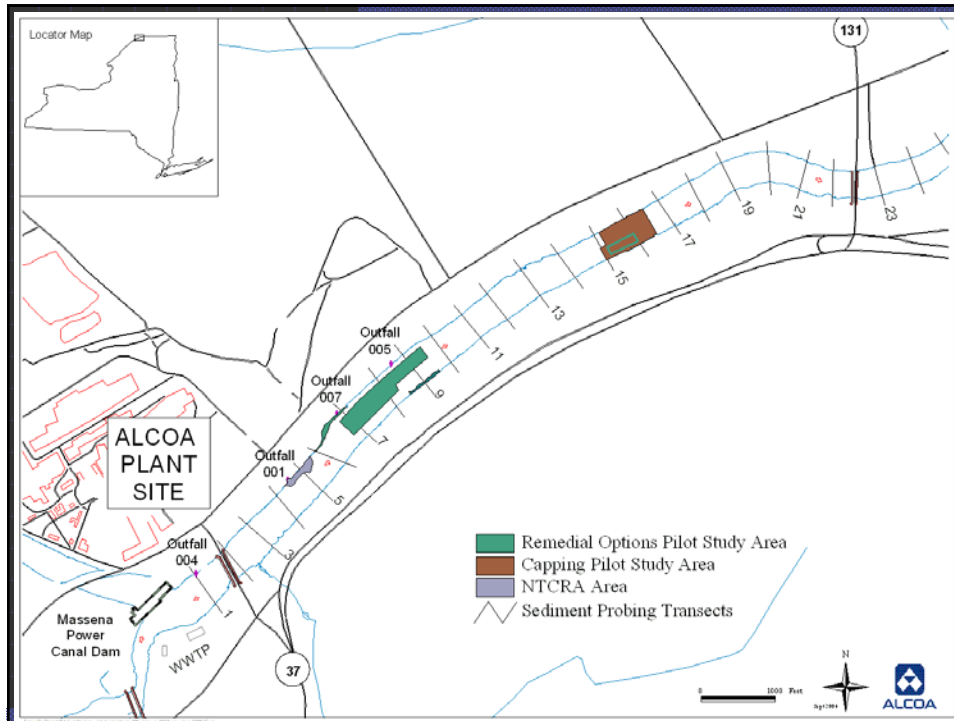 Locator Map
131
19
21
23
17
15
13
Outfall
005
11
Outfall
007
9
7
ALCOA
PLANT
SITE
Outfall
001
5
Remedial Options Pilot Study Area
Capping Pilot Study Area
NTCRA Area
Sediment Probing Transects
Outfall
004
3
1
Massena
Power
Canal Dam
WWTP
37
N
0 1000 Feet
ALCOA